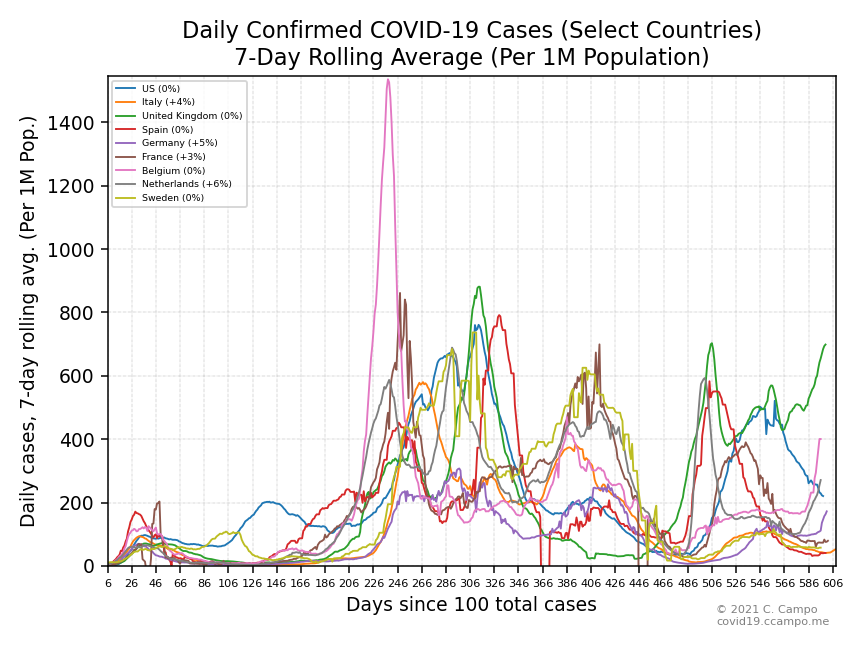 Daily Confirmed COVID-19 Cases (Select Countries)
7-Day Rolling Average (Per 1M Population)
Daily cases, 7-day rolling avg. (Per 1M Pop.)
1400
1200
1000
800
600
400
200
0
US (0%)
Italy (+4%)
United Kingdom (0%)
Spain (0%)
Germany (+5%)
France (+3%)
Belgium (0%)
Netherlands (+6%)
Sweden (0%)
6 26 46 66 86 106 126 146 166 186 206 226 246 266 286 306 326 346 366 386 406 426 446 466 486 506 526 546 566 586 606
Days since 100 total cases
© 2021 C. Campo
covid19.ccampo.me